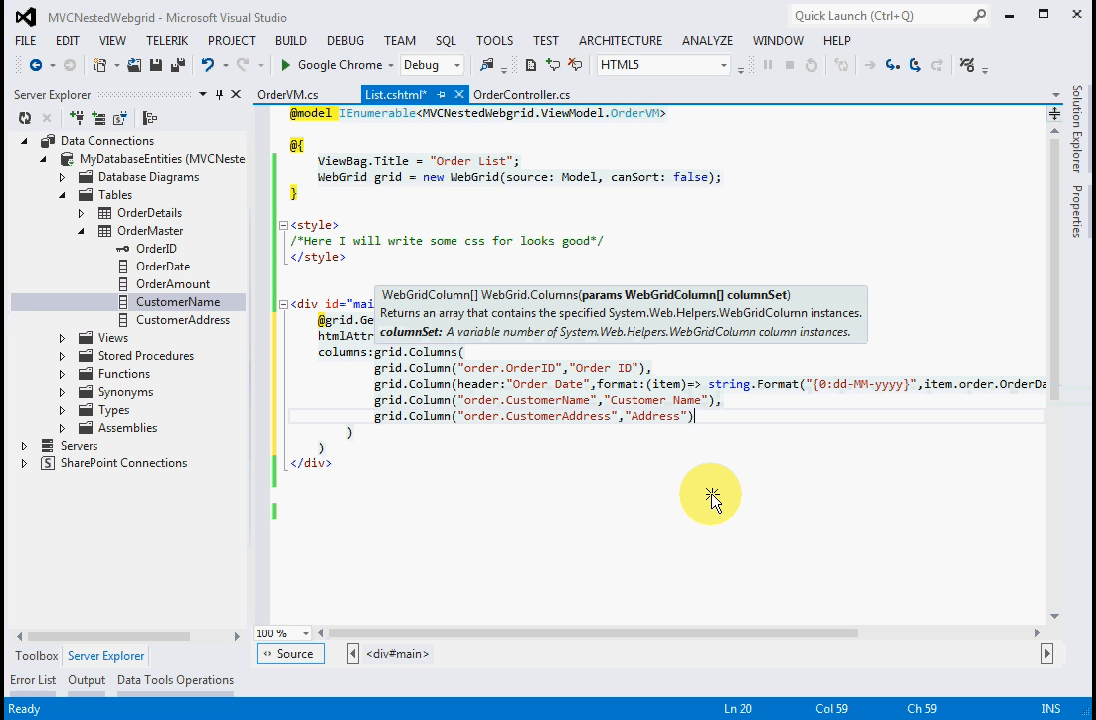 MVCNestedWebgrid - Microsoft Visual Studio
Quick Launch (Ctrl+Q)
FILE EDIT VIEW TELERIK PROJECT BUILD DEBUG TEAM SQL TOOLS TEST ARCHITECTURE ANALYZE WINDOW HELP
Google Chrome Debug HTML5
Server Explorer
OrderVM.cs List.cshtml* OrderController.cs
Data Connections
MyDatabaseEntities (MVCNeste
Database Diagrams
Tables
OrderDetails
OrderMaster
OrderID
OrderDate
OrderAmount
CustomerName
CustomerAddress
Views
Stored Procedures
Functions
Synonyms
Types
Assemblies
Servers
SharePoint Connections
@model IEnumerable<MVCNestedWebgrid.ViewModel.OrderVM>
@{
ViewBag.Title = "Order List";
WebGrid grid = new WebGrid(source: Model, canSort: false);
}
<style>
/*Here I will write some css for looks good*/
</style>
<div id="mai
WebGridColumn[] WebGrid.Columns(params WebGridColumn[] columnSet)
Returns an array that contains the specified System.Web.Helpers.WebGridColumn instances.
columnSet: A variable number of System.Web.Helpers.WebGridColumn column instances.
@grid.Ge
htmlAttr
columns:grid.Columns(
grid.Column("order.OrderID","Order ID"),
grid.Column(header:"Order Date",format:(item)=> string.Format("{0:dd-MM-yyyy}",item.order.OrderDa
grid.Column("order.CustomerName","Customer Name"),
grid.Column("order.CustomerAddress","Address")
)
)
</div>
Solution Explorer
Properties
100 %
Source <div#main>
Toolbox Server Explorer
Error List Output Data Tools Operations
Ready Ln 20 Col 59 Ch 59 INS